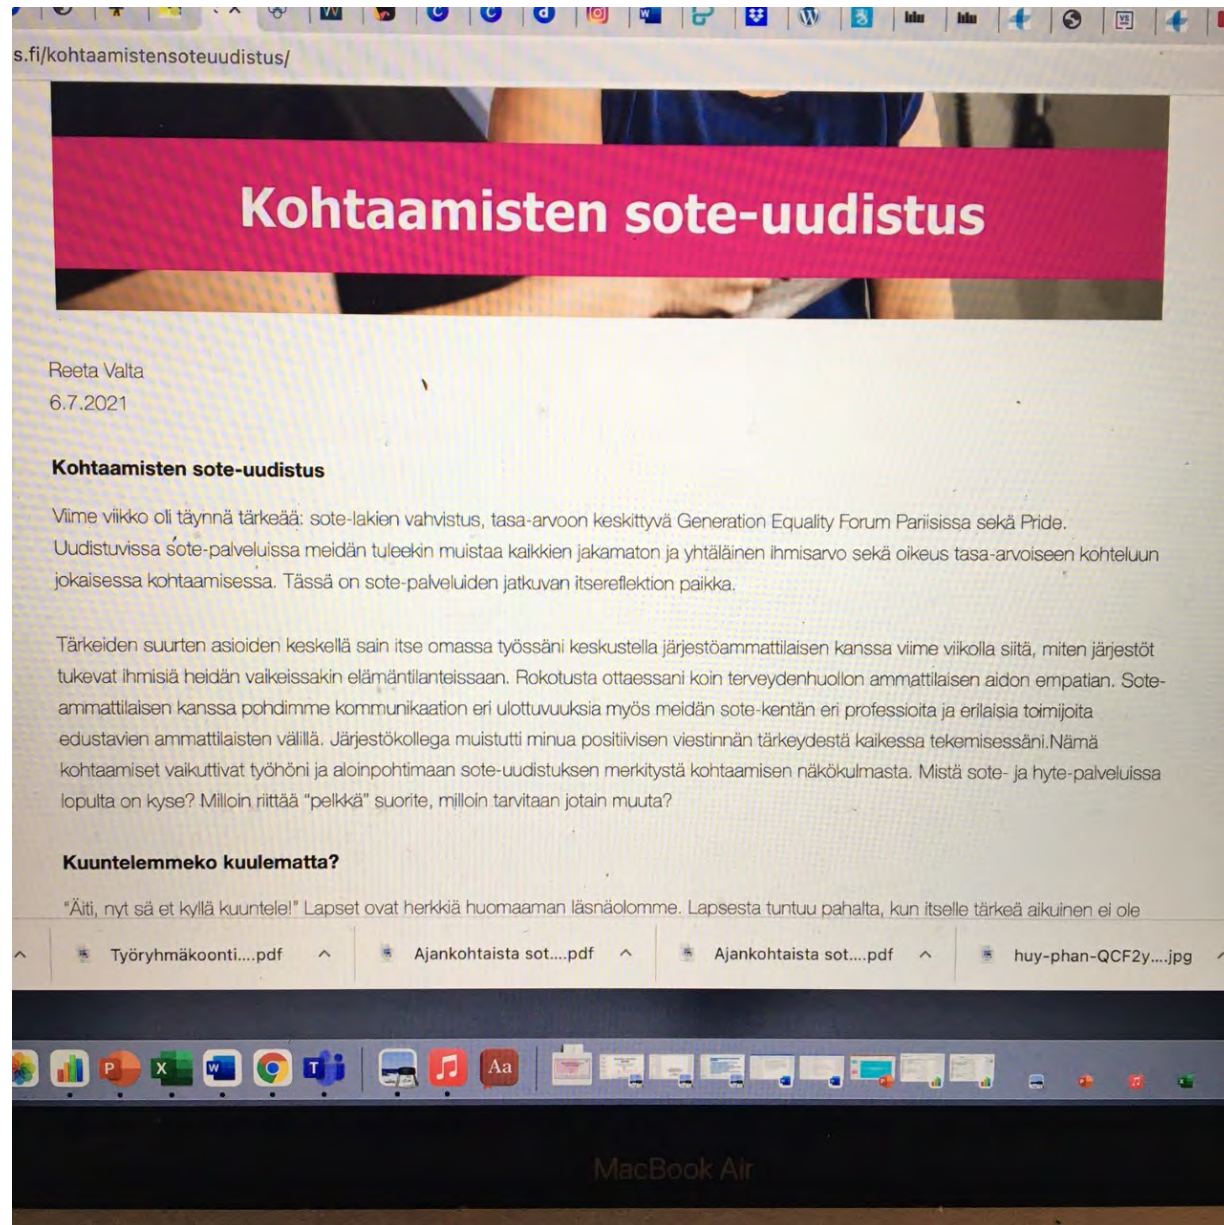 s.fi/kohtaamistensoteuudistus/
Kohtaamisten sote-uudistus
Reeta Valta
6.7.2021
Kohtaamisten sote-uudistus
Viime viikko oli täynnä tärkeää: sote-lakien vahvistus, tasa-arvoon keskittyvä Generation Equality Forum Pariisissa sekä Pride.
Uudistuvissa sote-palveluissa meidän tuleekin muistaa kaikkien jakamaton ja yhtäläinen ihmisarvo sekä oikeus tasa-arvoiseen kohteluun
jokaisessa kohtaamisessa. Tässä on sote-palveluiden jatkuvan itsereflektion paikka.
Tärkeiden suurten asioiden keskellä sain itse omassa työssäni keskustella järjestöammattilaisen kanssa viime viikolla siitä, miten järjestöt
tukevat ihmisiä heidän vaikeissakin elämäntilanteissaan. Rokotusta ottaessani koin terveydenhuollon ammattilaisen aidon empatian. Sote-
ammattilaisen kanssa pohdimme kommunikaation eri ulottuvuuksia myös meidän sote-kentän eri professioita ja erilaisia toimijoita
edustavien ammattilaisten välillä. Järjestökollega muistutti minua positiivisen viestinnän tärkeydestä kaikessa tekemisessäni.Nämä
kohtaamiset vaikuttivat työhöni ja aloinpohtimaan sote-uudistuksen merkitystä kohtaamisen näkökulmasta. Mistä sote- ja hyte-palveluissa
lopulta on kyse? Milloin riittää “pelkkä” suorite, milloin tarvitaan jotain muuta?
Kuuntelemmeko kuulematta?
“Äiti, nyt sä et kyllä kuuntele!” Lapset ovat herkkiä huomaaman läsnäolomme. Lapsesta tuntuu pahalta, kun itselle tärkeä aikuinen ei ole
Työryhmäkoonti....pdf
Ajankohtaista sot....pdf
Ajankohtaista sot....pdf
huy-phan-QCF2y....jpg
Aa
MacBook Air